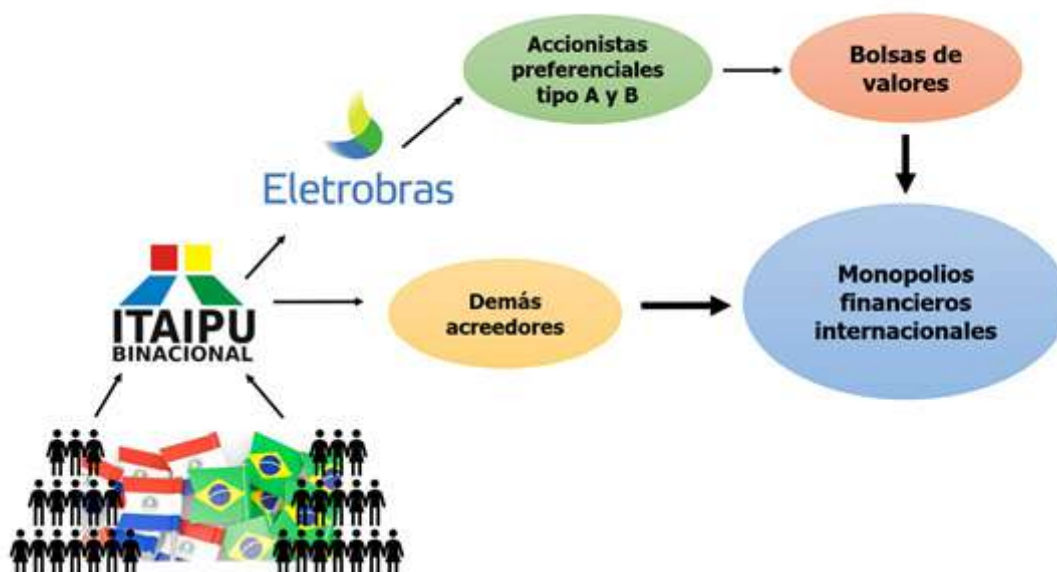 Accionistas
preferenciales
tipo A y B
Bolsas de
valores
Eletrobras
Monopolios
financieros
internacionales
Demás
acreedores
ITAIPU
BINACIONAL